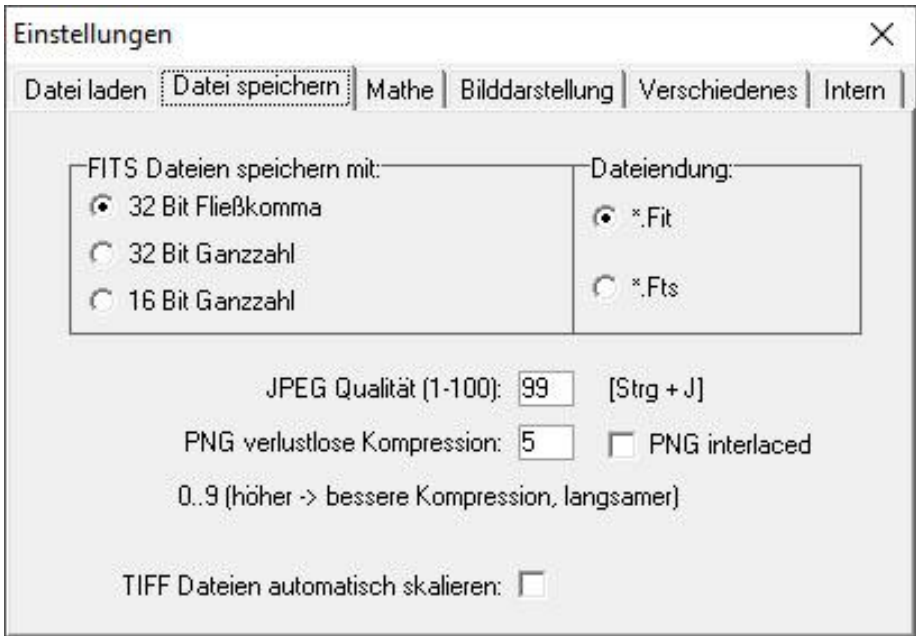 Einstellungen
Datei laden Datei speichern Mathe Bilddarstellung Verschiedenes Intern
FITS Dateien speichern mit: Dateiendung:
32 Bit Fließkomma *.Fit
32 Bit Ganzzahl
16 Bit Ganzzahl *.Fts
JPEG Qualität (1-100): 99 [Strg + J]
PNG verlustlose Kompression: 5 PNG interlaced
0..9 (höher -> bessere Kompression, langsamer)
TIFF Dateien automatisch skalieren: